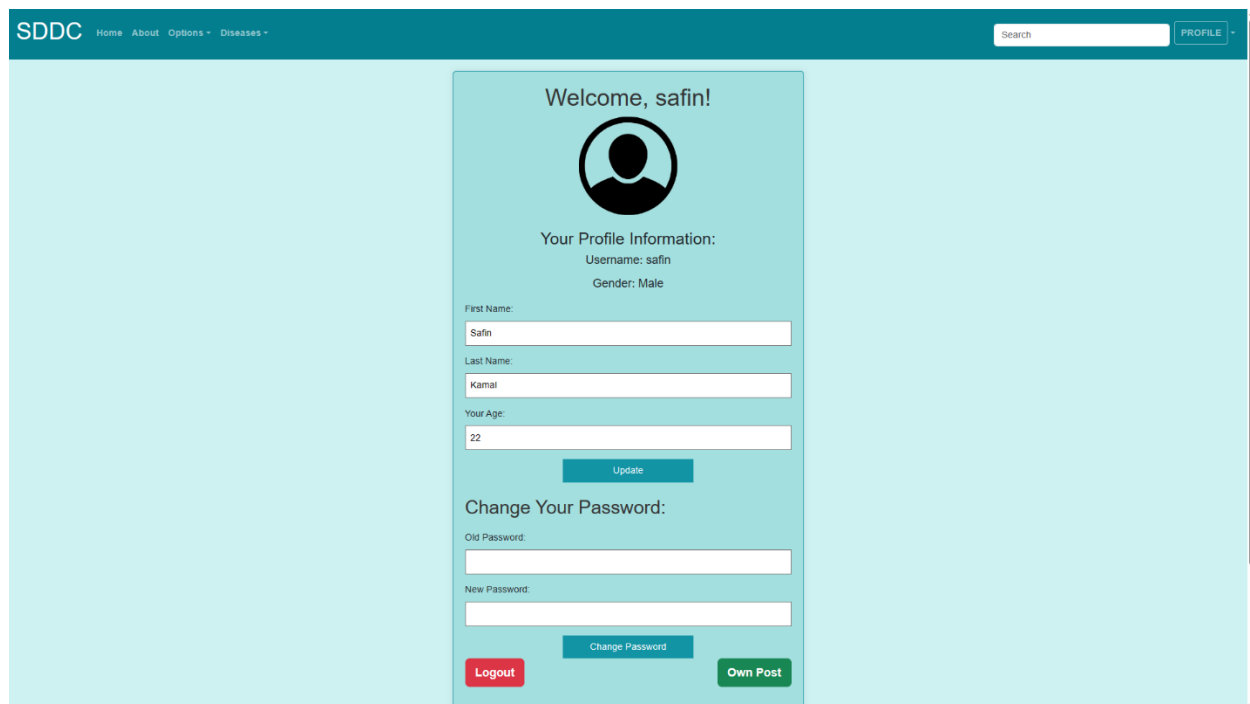 SDDC Home About Options Diseases Search PROFILE
Welcome, safin!
Your Profile Information:
Username: safin
Gender: Male
First Name:
Safin
Last Name:
Kamal
Your Age:
22
Update
Change Your Password:
Old Password:
New Password:
Change Password
Logout Own Post